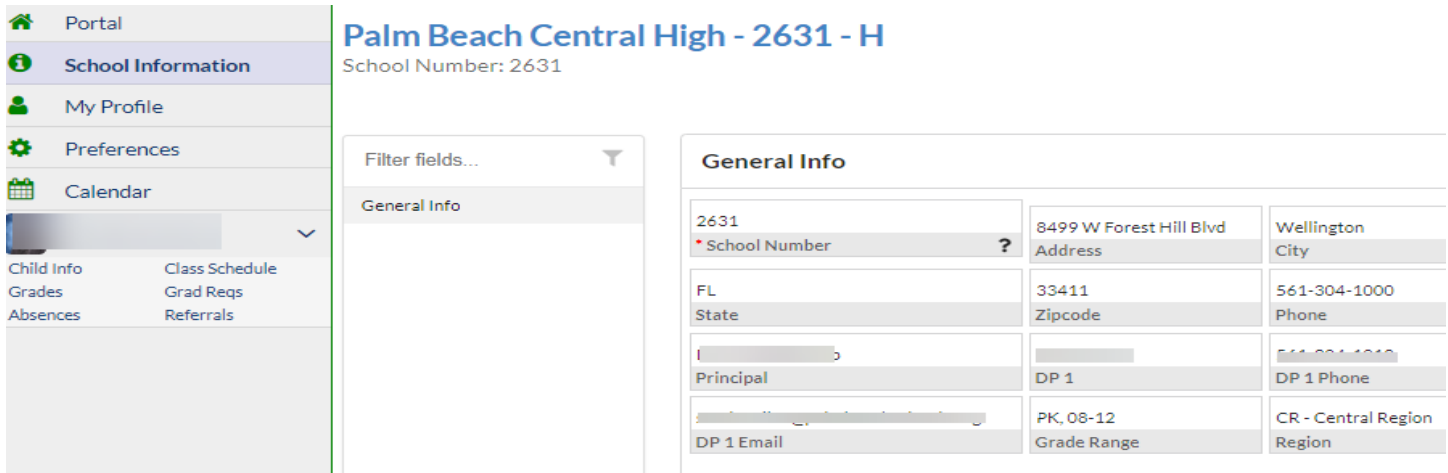 Portal
School Information
My Profile
Preferences
Calendar
Child Info Class Schedule
Grades Grad Reqs
Absences Referrals
Palm Beach Central High - 2631 - H
School Number: 2631
Filter fields...
General Info
General Info
2631 8499 W Forest Hill Blvd Wellington
* School Number ? Address City
FL 33411 561-304-1000
State Zipcode Phone
Principal DP 1 DP 1 Phone
PK, 08-12 CR - Central Region
DP 1 Email Grade Range Region